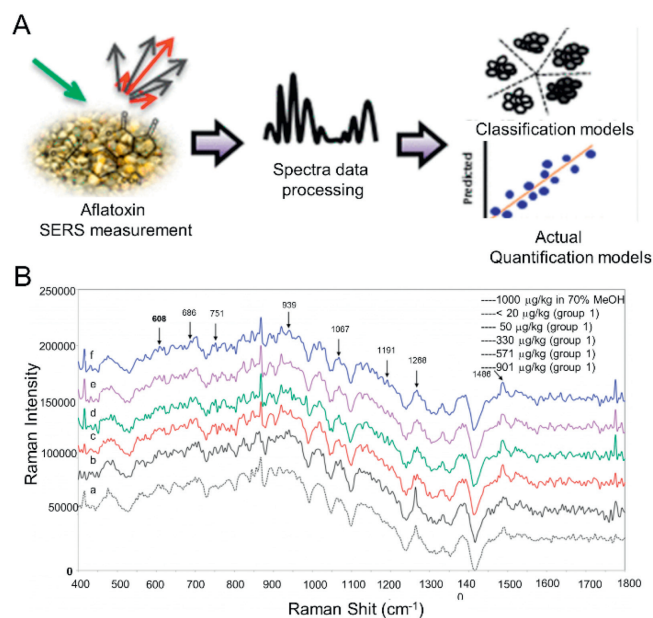 A
Aflatoxin
SERS measurement
Spectra data
processing
Classification models
Predicted
Actual
Quantification models
B
Raman Intensity
250000
200000
150000
100000
50000
0
608
686
751
939
1087
1191
1288
1486
1000 µg/kg in 70% MeOH
< 20 µg/kg (group 1)
50 µg/kg (group 1)
330 µg/kg (group 1)
571 µg/kg (group 1)
901 µg/kg (group 1)
f
e
d
c
b
a
400 500 600 700 800 900 1000 1100 1200 1300 140 1500 1600 1700 1800
0
Raman Shit (cm⁻¹)